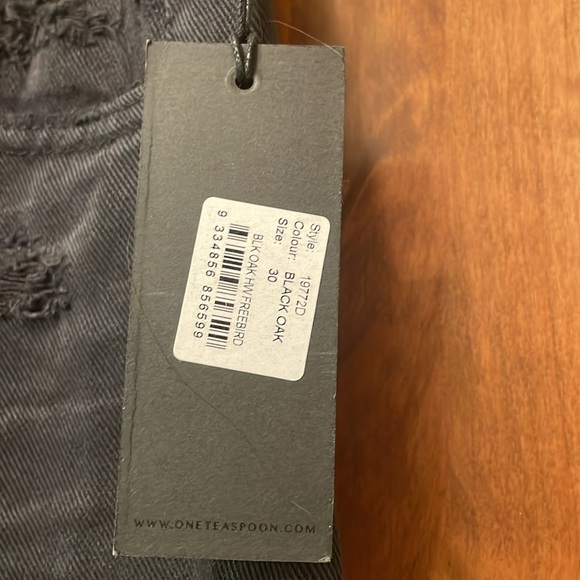 Style: 19772D
Colour: BLACK OAK
Size: 30
BLK OAK HW FREEBIRD
9 334856 856599
WWW.ONETEASPOON.COM